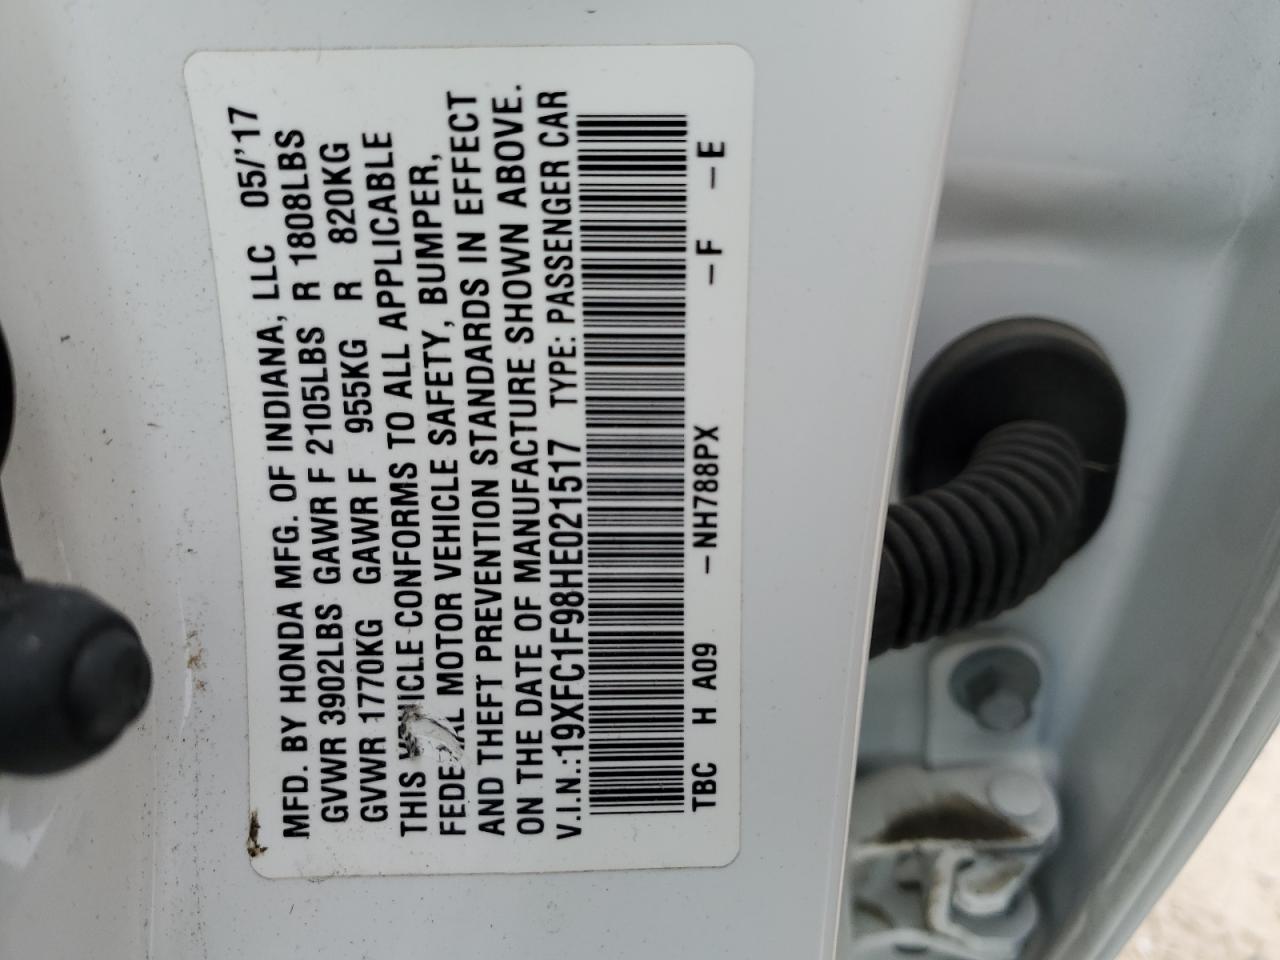 MFD. BY HONDA MFG. OF INDIANA, LLC 05/'17
GVWR 3902LBS GAWR F 2105LBS R 1808LBS
GVWR 1770KG GAWR F 955KG R 820KG
THIS VEHICLE CONFORMS TO ALL APPLICABLE
FEDERAL MOTOR VEHICLE SAFETY, BUMPER,
AND THEFT PREVENTION STANDARDS IN EFFECT
ON THE DATE OF MANUFACTURE SHOWN ABOVE.
V.I.N.:19XFC1F98HE021517 TYPE: PASSENGER CAR
TBC H A09 –NH788PX –F –E